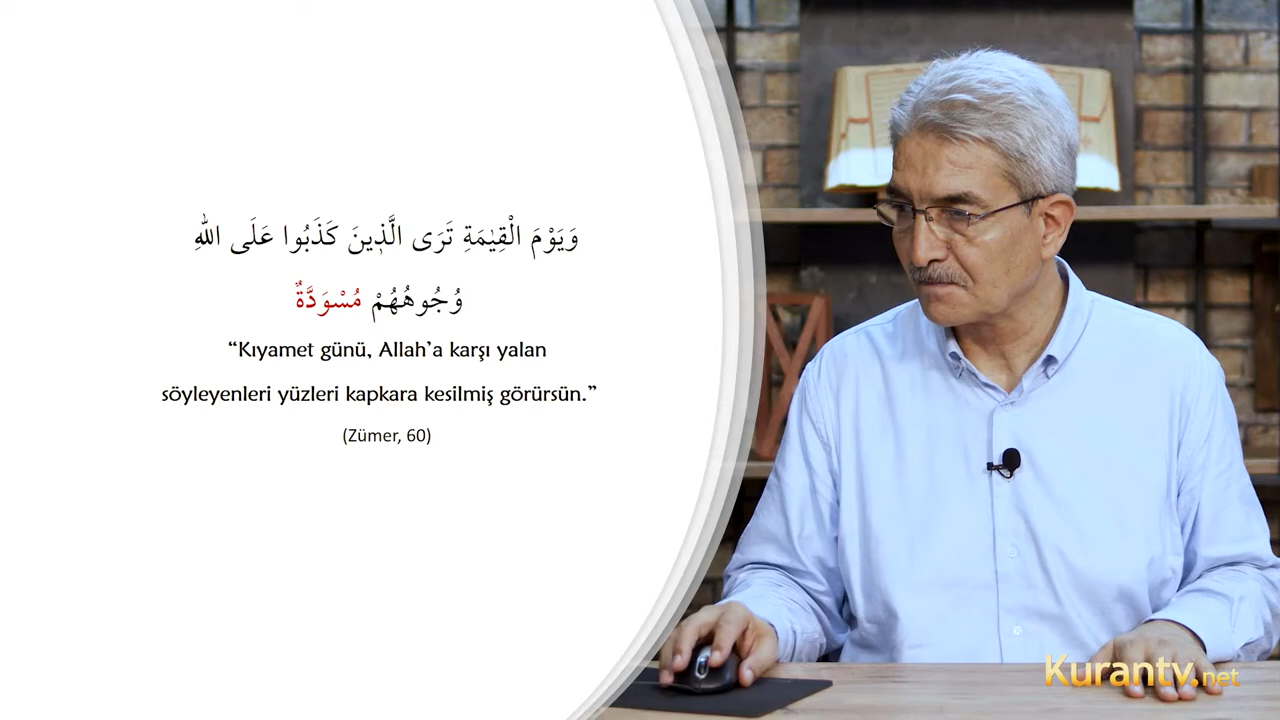 وَيَوْمَ الْقِيٰمَةِ تَرَى الَّذ۪ينَ كَذَبُوا عَلَى اللّٰهِ
وُجُوهُهُمْ مُسْوَدَّةٌ
“Kıyamet günü, Allah’a karşı yalan
söyleyenleri yüzleri kapkara kesilmiş görürsün.”
(Zümer, 60)
Kurantv.net